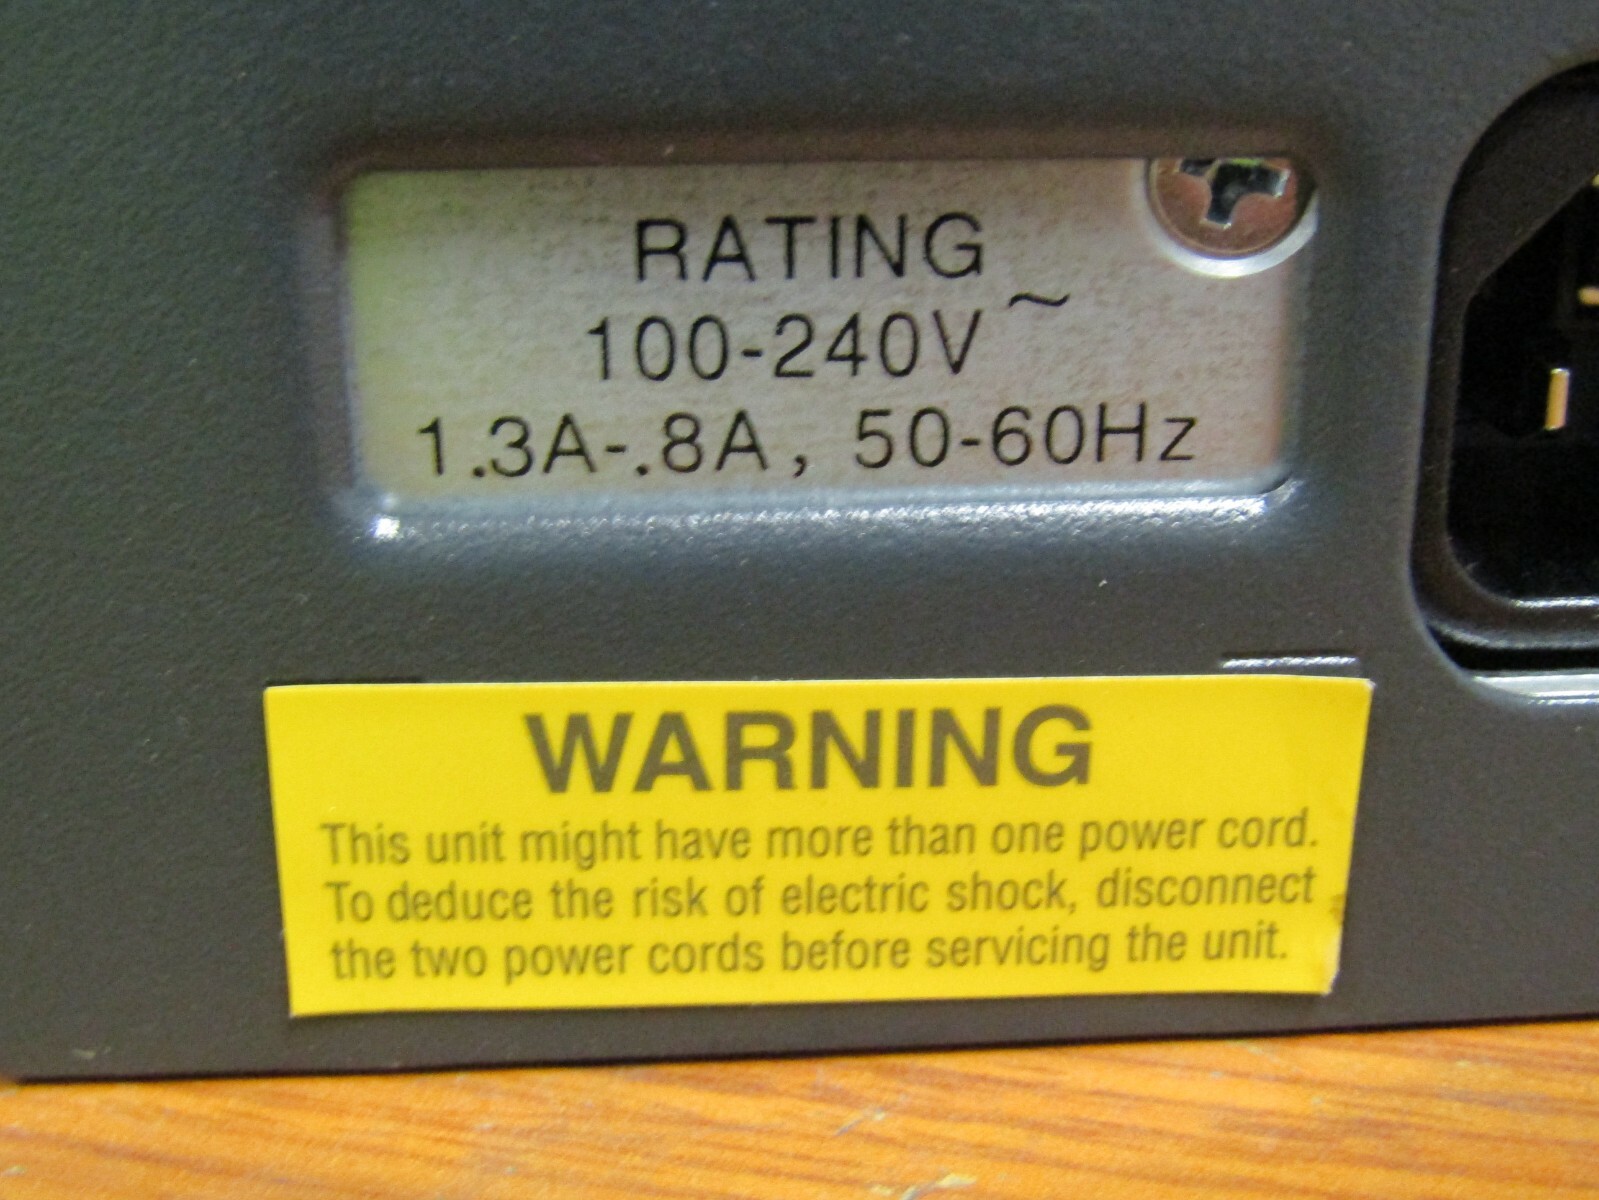 RATING
100-240V~
1.3A-.8A, 50-60Hz
WARNING
This unit might have more than one power cord.
To deduce the risk of electric shock, disconnect
the two power cords before servicing the unit.